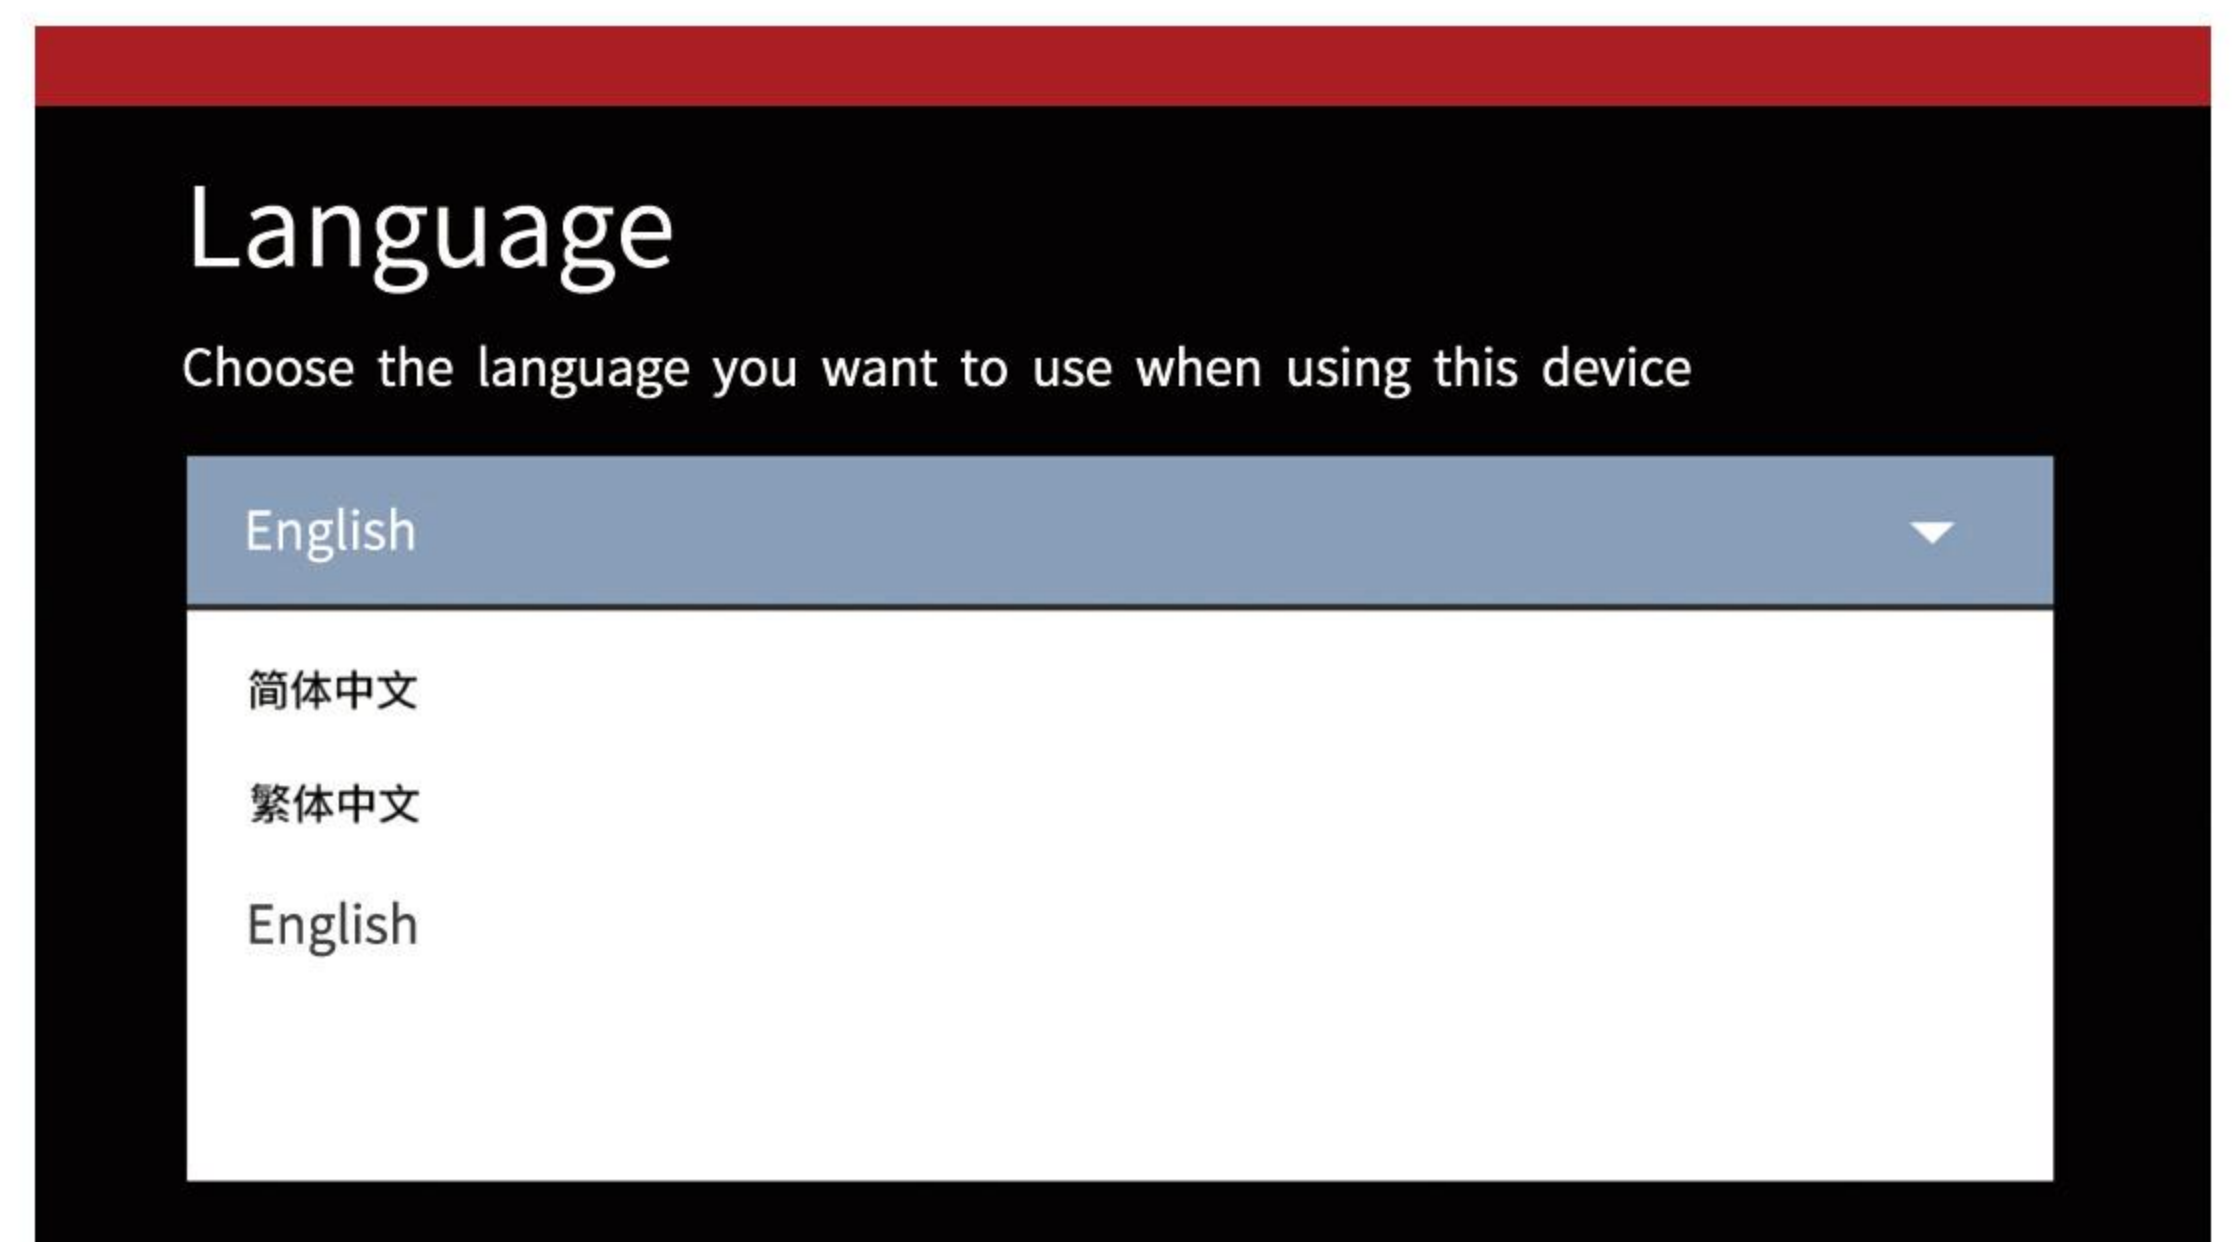 Language
Choose the language you want to use when using this device
English
简体中文
繁体中文
English